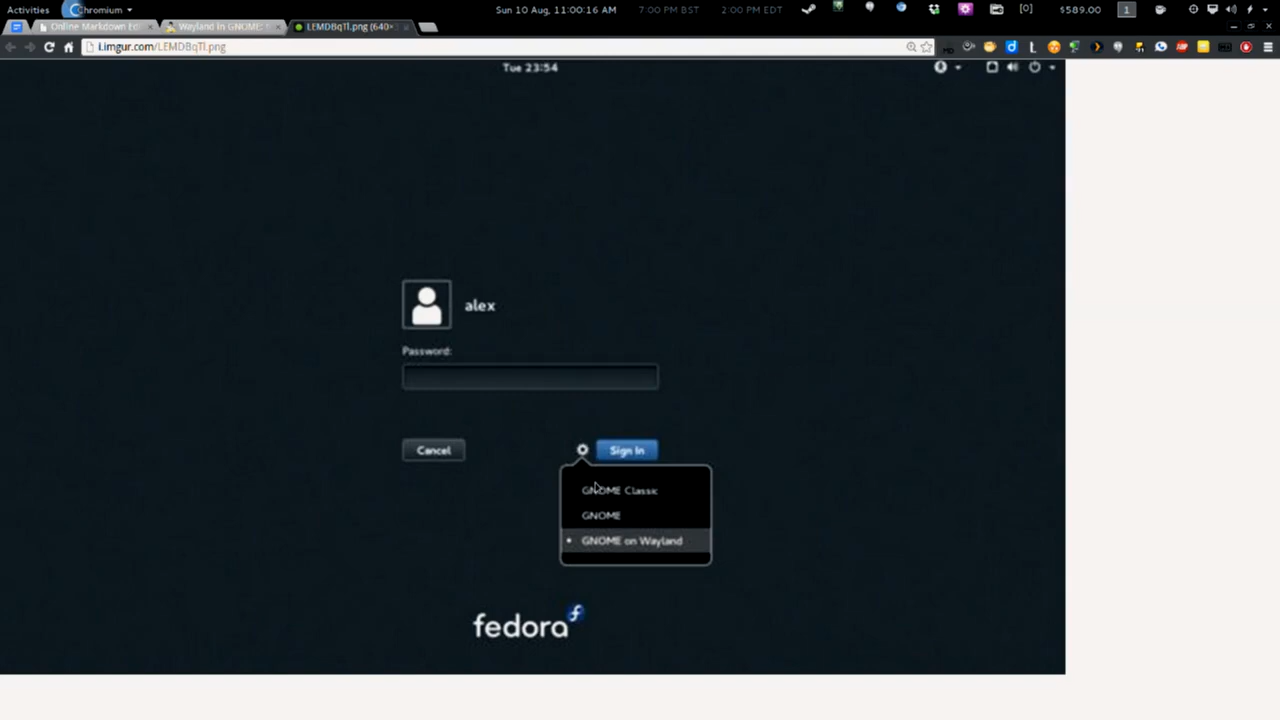 Activities Chromium Sun 10 Aug, 11:00:16 AM 7:00 PM BST 2:00 PM EDT [0] $589.00 1
Online Markdown Edi Wayland in GNOME: LEMDBqTl.png (640×
i.imgur.com/LEMDBqTl.png
Tue 23:54
alex
Password:
Cancel Sign In
GNOME Classic
GNOME
GNOME on Wayland
fedora